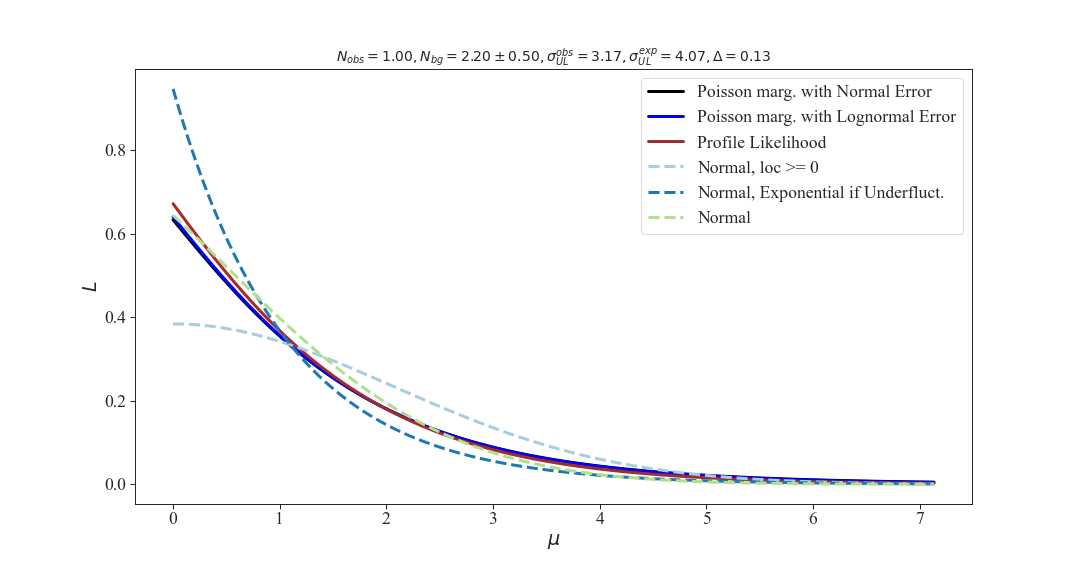 N_obs = 1.00, N_bg = 2.20 ± 0.50, σ_UL^obs = 3.17, σ_UL^exp = 4.07, Δ = 0.13
Poisson marg. with Normal Error
Poisson marg. with Lognormal Error
Profile Likelihood
Normal, loc >= 0
Normal, Exponential if Underfluct.
Normal
0.8
0.6
0.4
0.2
0.0
L
0 1 2 3 4 5 6 7
μ